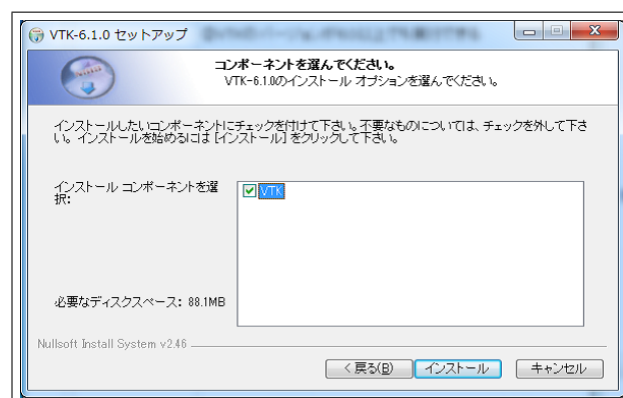 VTK-6.1.0 セットアップ
コンポーネントを選んでください。
VTK-6.1.0のインストール オプションを選んでください。
インストールしたいコンポーネントにチェックを付けて下さい。不要なものについては、チェックを外して下さ
い。インストールを始めるには [インストール] をクリックして下さい。
インストール コンポーネントを選
択:
VTK
必要なディスクスペース: 88.1MB
Nullsoft Install System v2.46
< 戻る(B)
インストール
キャンセル